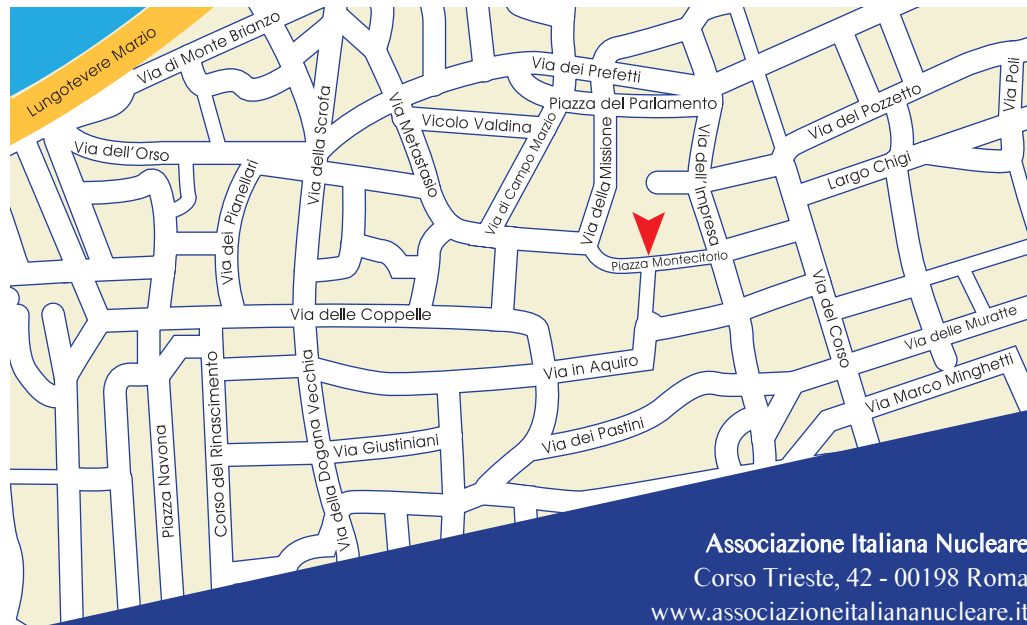 Lungotevere Marzio
Via di Monte Brianzo
Via dei Prefetti
Via Poli
Piazza del Parlamento
Via del Pozzetto
Vicolo Valdina
Via Metastasio
Via della Scrofa
Via dell'Orso
Via dei Pianellari
Via di Campo Marzio
Via della Missione
Via dell'Impresa
Largo Chigi
Piazza Montecitorio
Via delle Coppelle
Via del Corso
Via delle Muratte
Via in Aquiro
Via Marco Minghetti
Via dei Pastini
Via Giustiniani
Via della Dogana Vecchia
Corso del Rinascimento
Piazza Navona
Associazione Italiana Nucleare
Corso Trieste, 42 - 00198 Roma
www.associazioneitaliananucleare.it